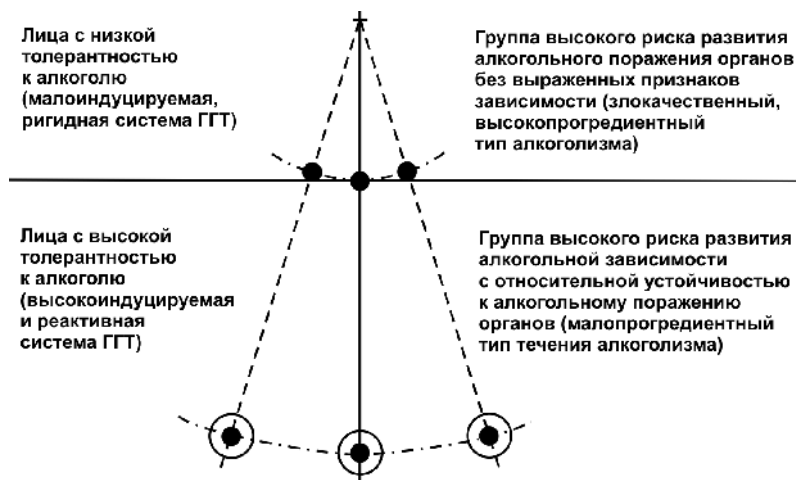 Лица с низкой
толерантностью
к алкоголю
(малоиндуцируемая,
ригидная система ГГТ)
Группа высокого риска развития
алкогольного поражения органов
без выраженных признаков
зависимости (злокачественный,
высокопрогредиентный
тип алкоголизма)
Лица с высокой
толерантностью
к алкоголю
(высокоиндуцируемая
и реактивная
система ГГТ)
Группа высокого риска развития
алкогольной зависимости
с относительной устойчивостью
к алкогольному поражению
органов (малопрогредиентный
тип течения алкоголизма)